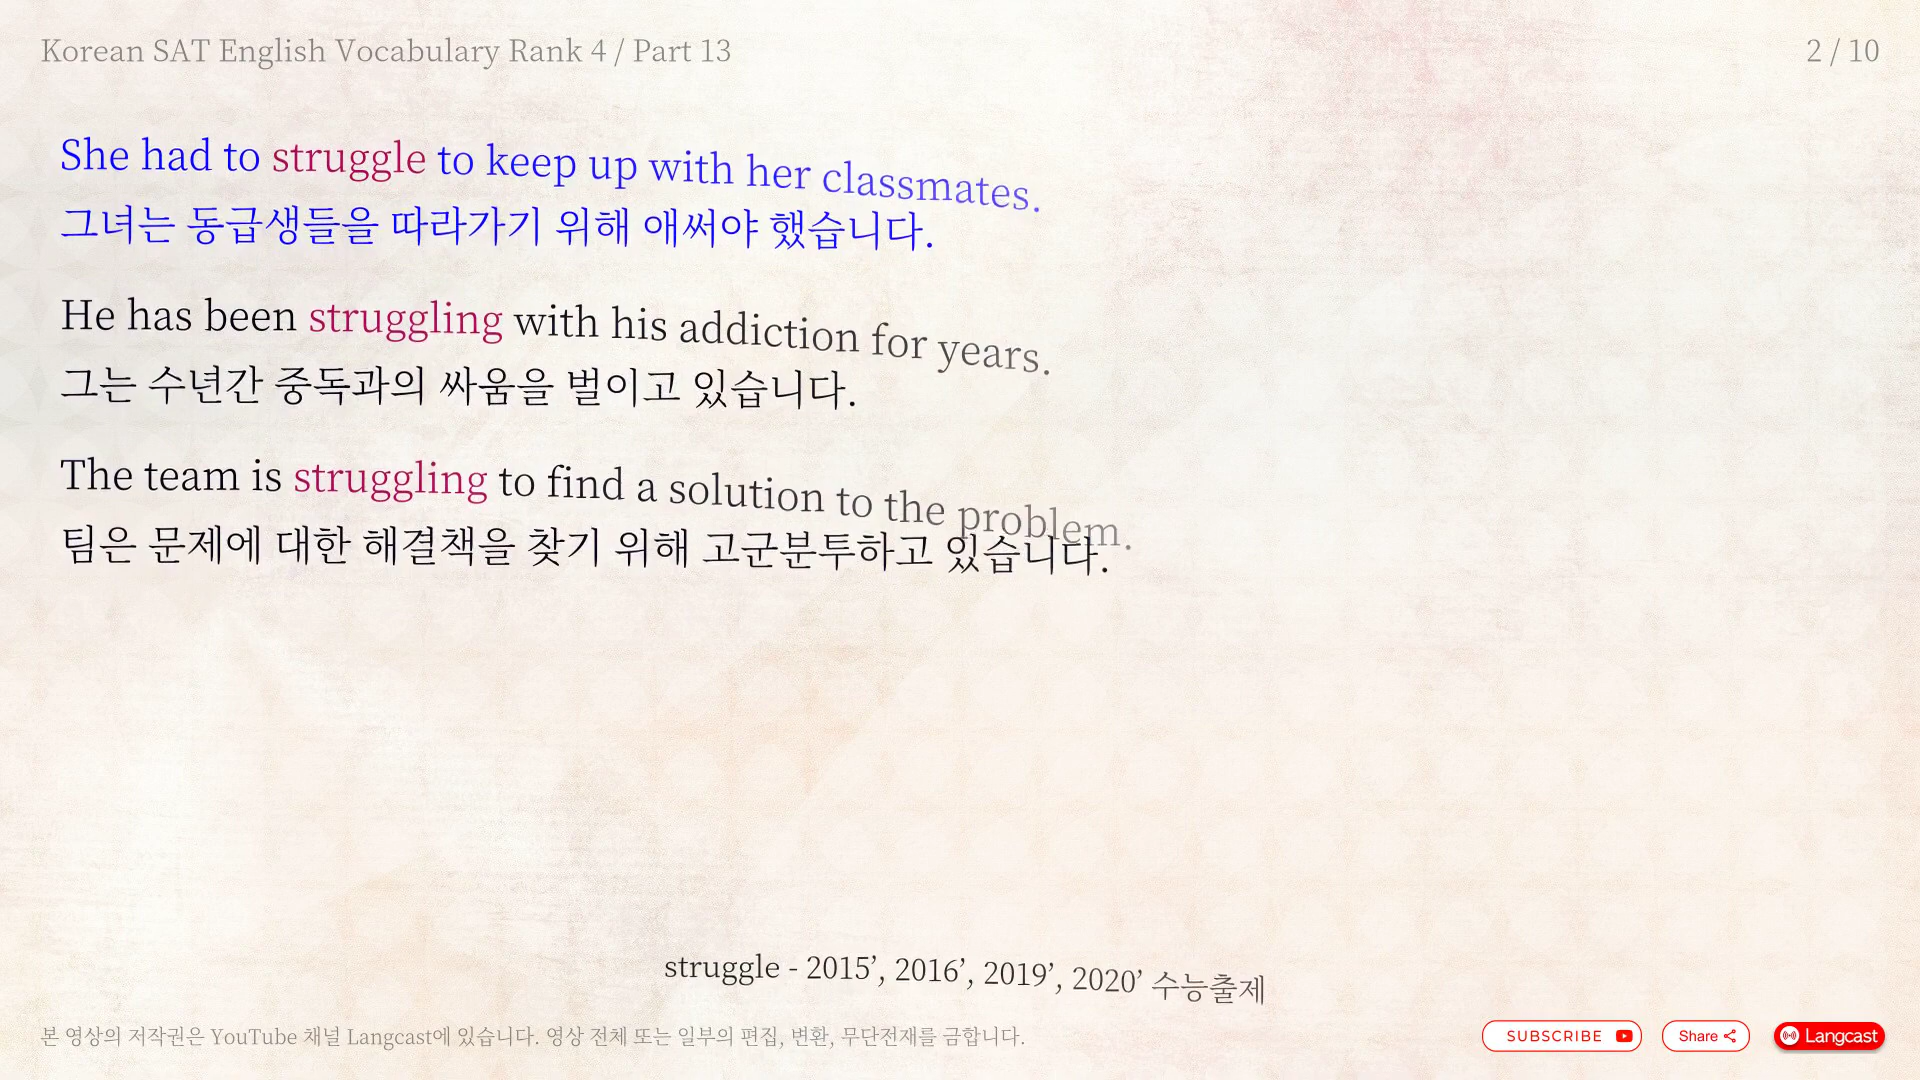 Korean SAT English Vocabulary Rank 4 / Part 13
2 / 10
She had to struggle to keep up with her classmates.
그녀는 동급생들을 따라가기 위해 애써야 했습니다.
He has been struggling with his addiction for years.
그는 수년간 중독과의 싸움을 벌이고 있습니다.
The team is struggling to find a solution to the problem.
팀은 문제에 대한 해결책을 찾기 위해 고군분투하고 있습니다.
struggle - 2015’, 2016’, 2019’, 2020’ 수능출제
본 영상의 저작권은 YouTube 채널 Langcast에 있습니다. 영상 전체 또는 일부의 편집, 변환, 무단전재를 금합니다.
SUBSCRIBE
Share
Langcast